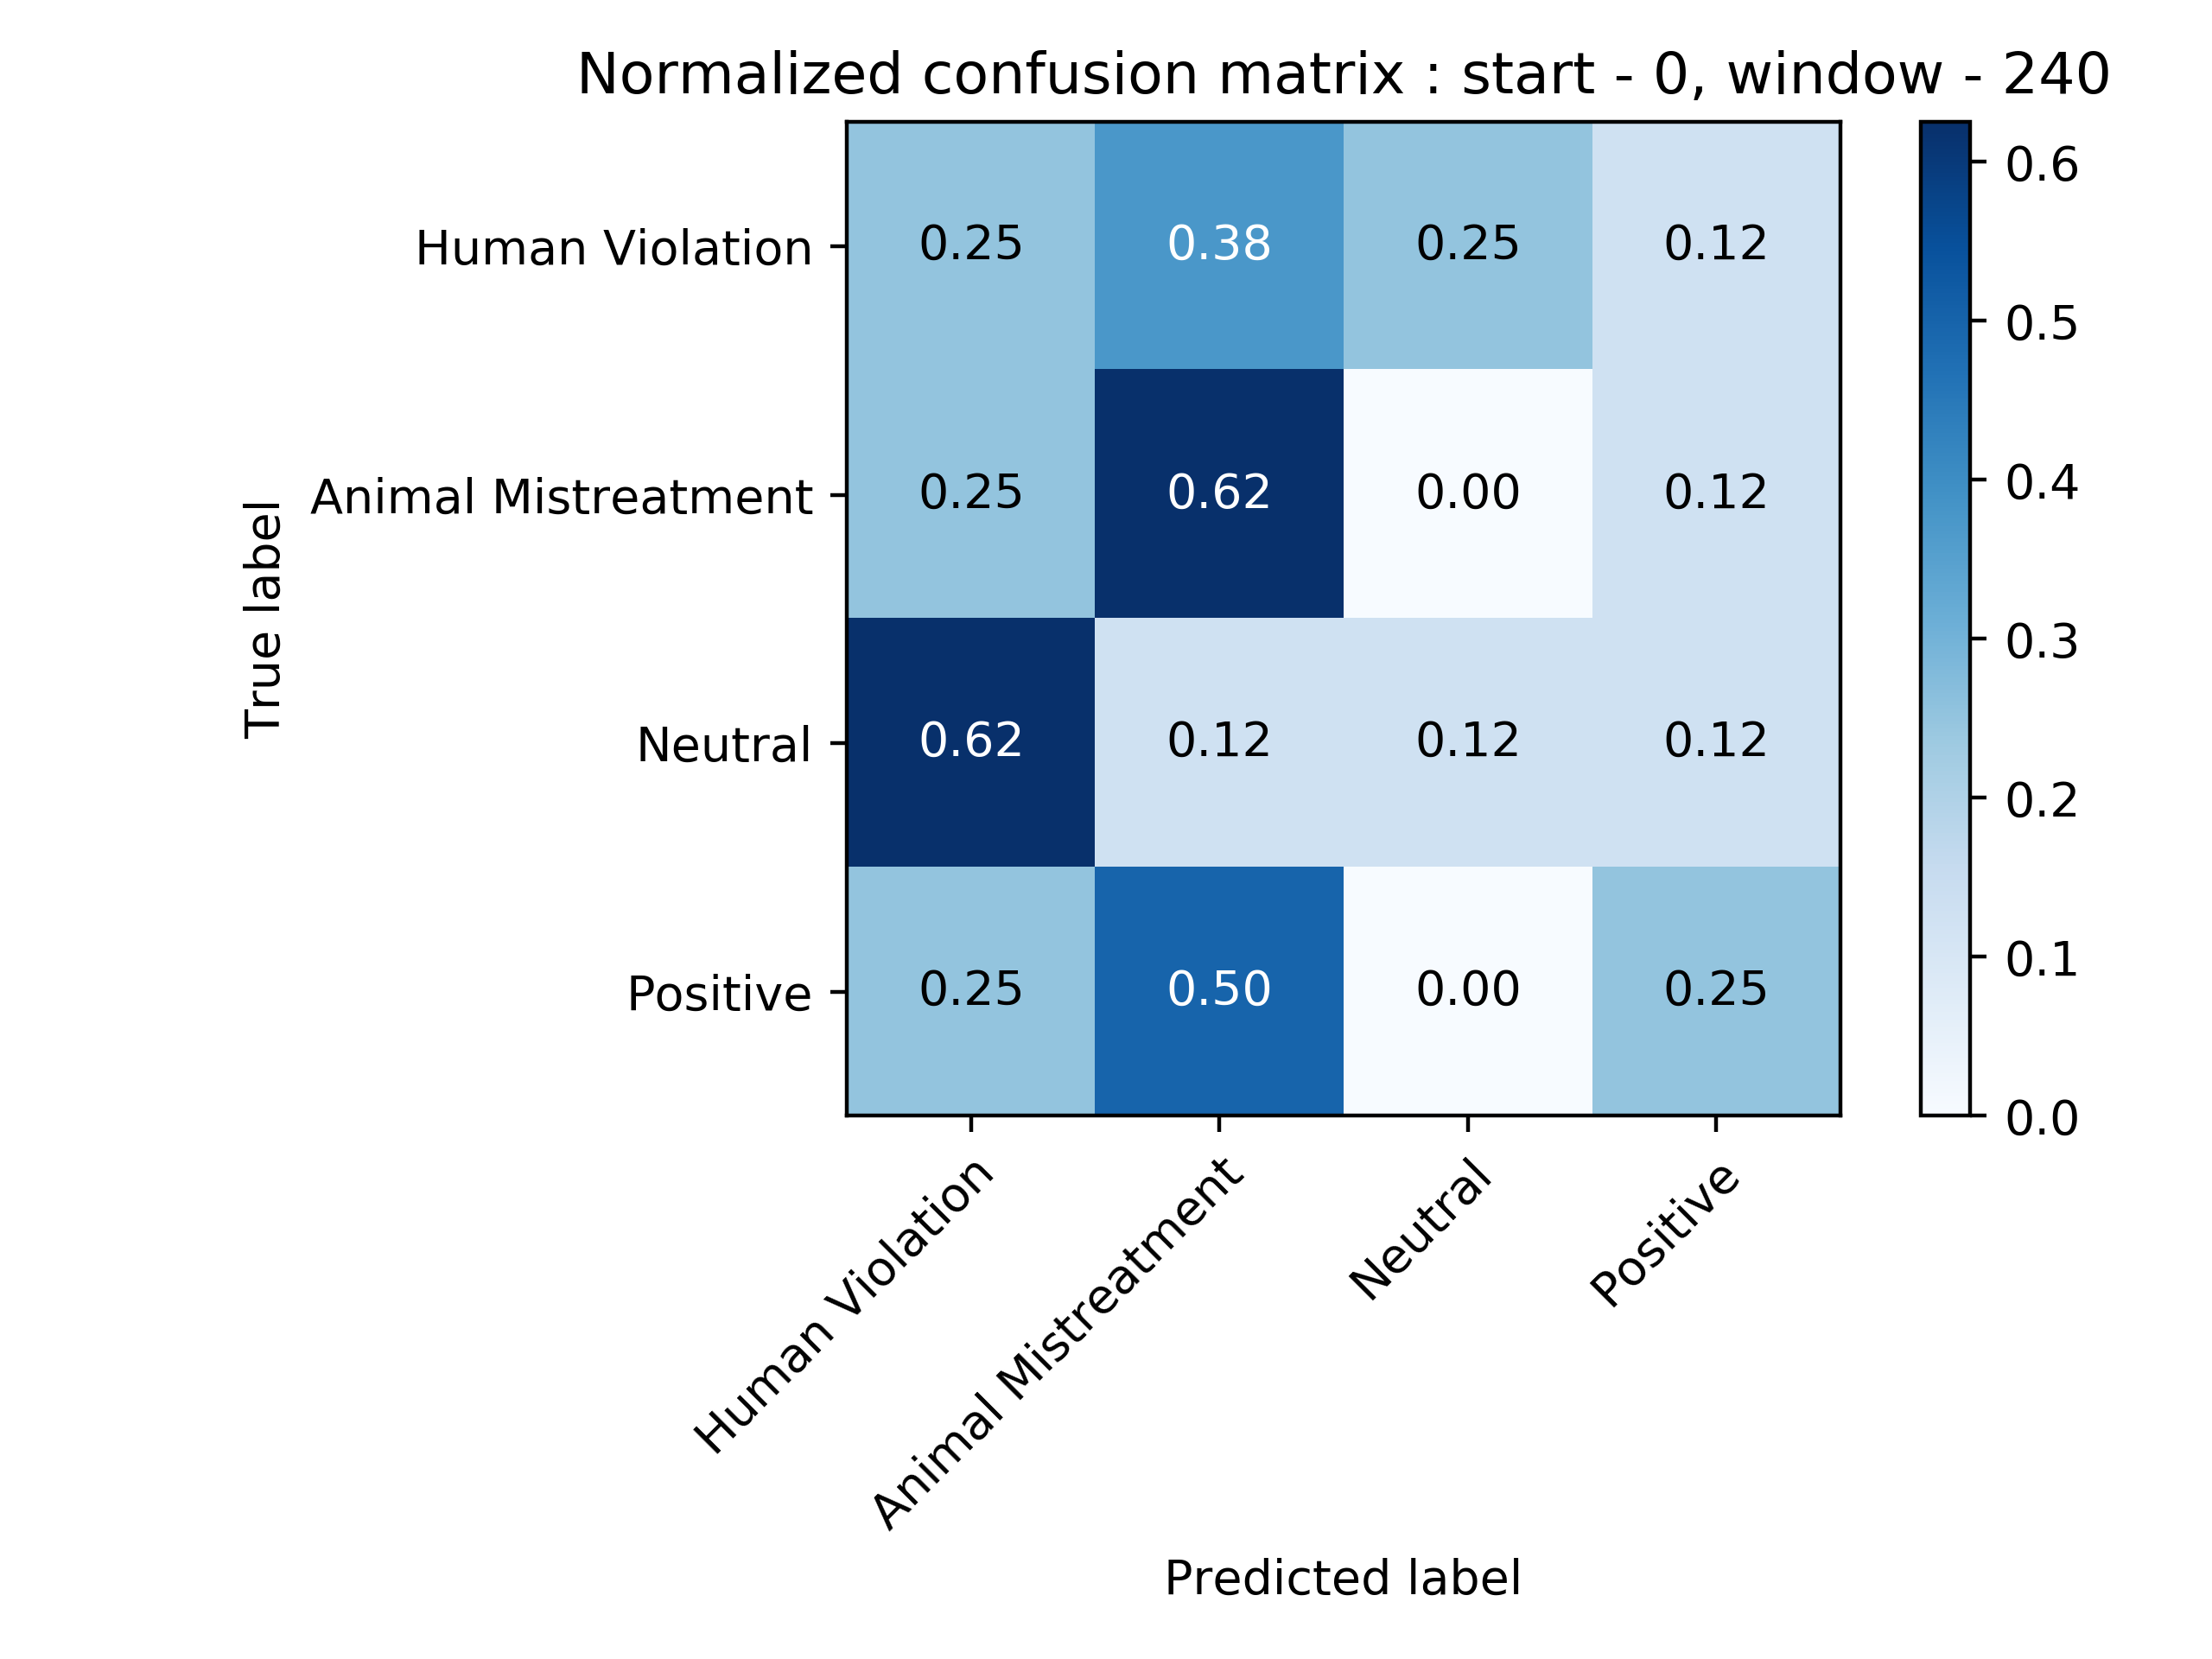 Normalized confusion matrix : start - 0, window - 240
True label
Human Violation
0.25 0.38 0.25 0.12
Animal Mistreatment
0.25 0.62 0.00 0.12
Neutral
0.62 0.12 0.12 0.12
Positive
0.25 0.50 0.00 0.25
Human Violation
Animal Mistreatment
Neutral
Positive
Predicted label
0.6
0.5
0.4
0.3
0.2
0.1
0.0